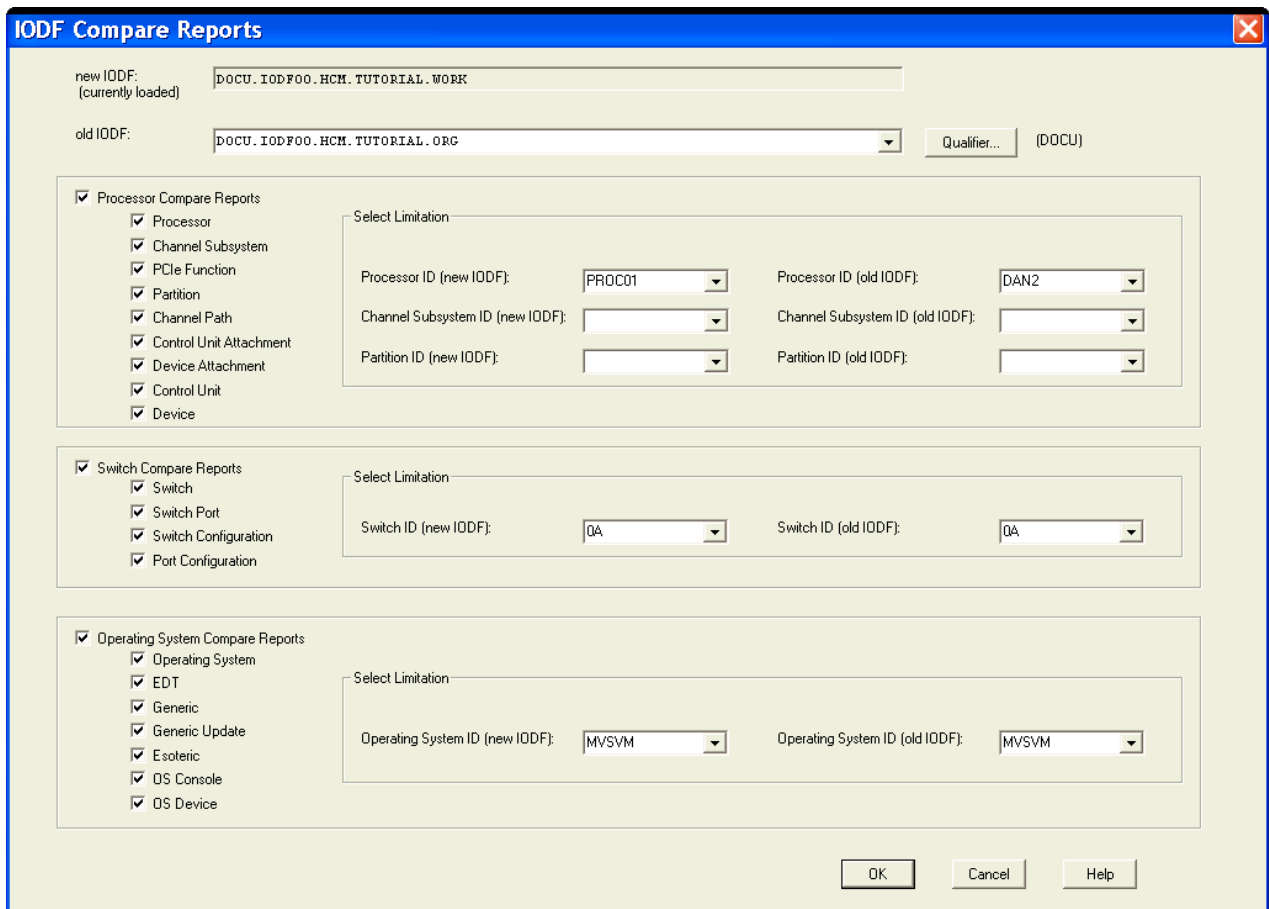 IODF Compare Reports
new IODF:
(currently loaded)
DOCU.IODF00.HCM.TUTORIAL.WORK
old IODF:
DOCU.IODF00.HCM.TUTORIAL.ORG
Qualifier...
(DOCU)
Processor Compare Reports
Processor
Channel Subsystem
PCIe Function
Partition
Channel Path
Control Unit Attachment
Device Attachment
Control Unit
Device
Select Limitation
Processor ID (new IODF):
PROC01
Processor ID (old IODF):
DAN2
Channel Subsystem ID (new IODF):
Channel Subsystem ID (old IODF):
Partition ID (new IODF):
Partition ID (old IODF):
Switch Compare Reports
Switch
Switch Port
Switch Configuration
Port Configuration
Select Limitation
Switch ID (new IODF):
0A
Switch ID (old IODF):
0A
Operating System Compare Reports
Operating System
EDT
Generic
Generic Update
Esoteric
OS Console
OS Device
Select Limitation
Operating System ID (new IODF):
MVSVM
Operating System ID (old IODF):
MVSVM
OK
Cancel
Help